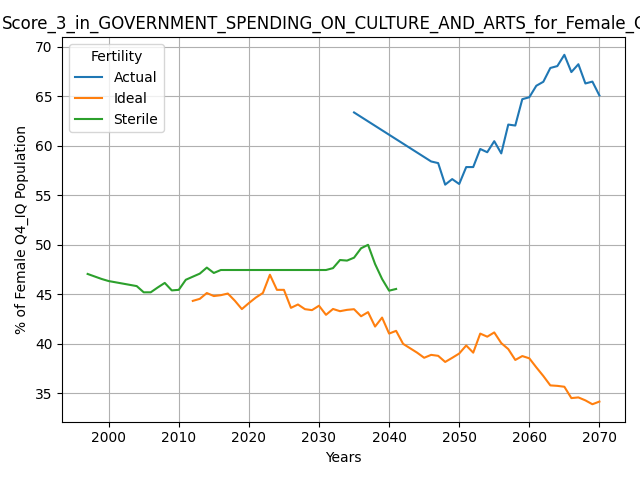 Score_3_in_GOVERNMENT_SPENDING_ON_CULTURE_AND_ARTS_for_Female_
Fertility
Actual
Ideal
Sterile
% of Female Q4_IQ Population
70
65
60
55
50
45
40
35
2000 2010 2020 2030 2040 2050 2060 2070
Years